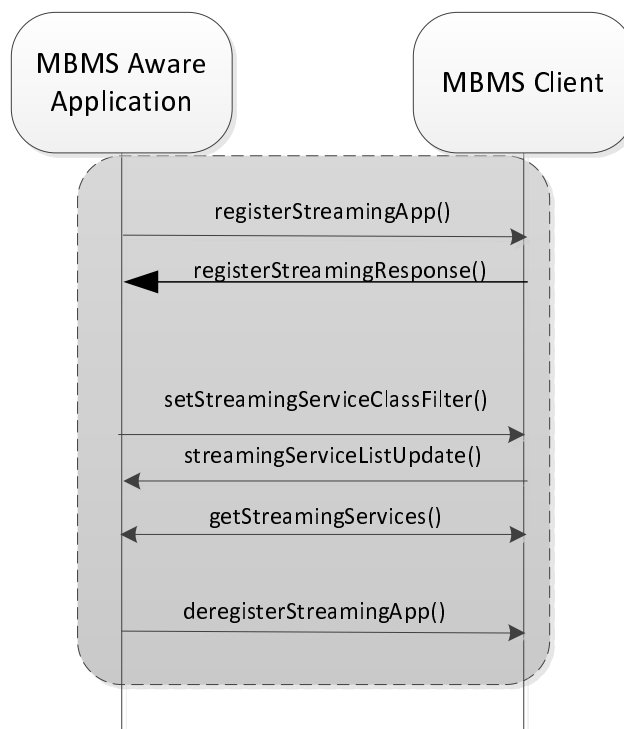 MBMS Aware
Application
MBMS Client
registerStreamingApp()
registerStreamingResponse()
setStreamingServiceClassFilter()
streamingServiceListUpdate()
getStreamingServices()
deregisterStreamingApp()